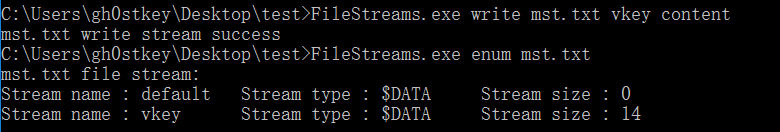 C:\Users\gh0stkey\Desktop\test>FileStreams.exe write mst.txt vkey content
mst.txt write stream success
C:\Users\gh0stkey\Desktop\test>FileStreams.exe enum mst.txt
mst.txt file stream:
Stream name : default   Stream type : $DATA     Stream size : 0
Stream name : vkey      Stream type : $DATA     Stream size : 14